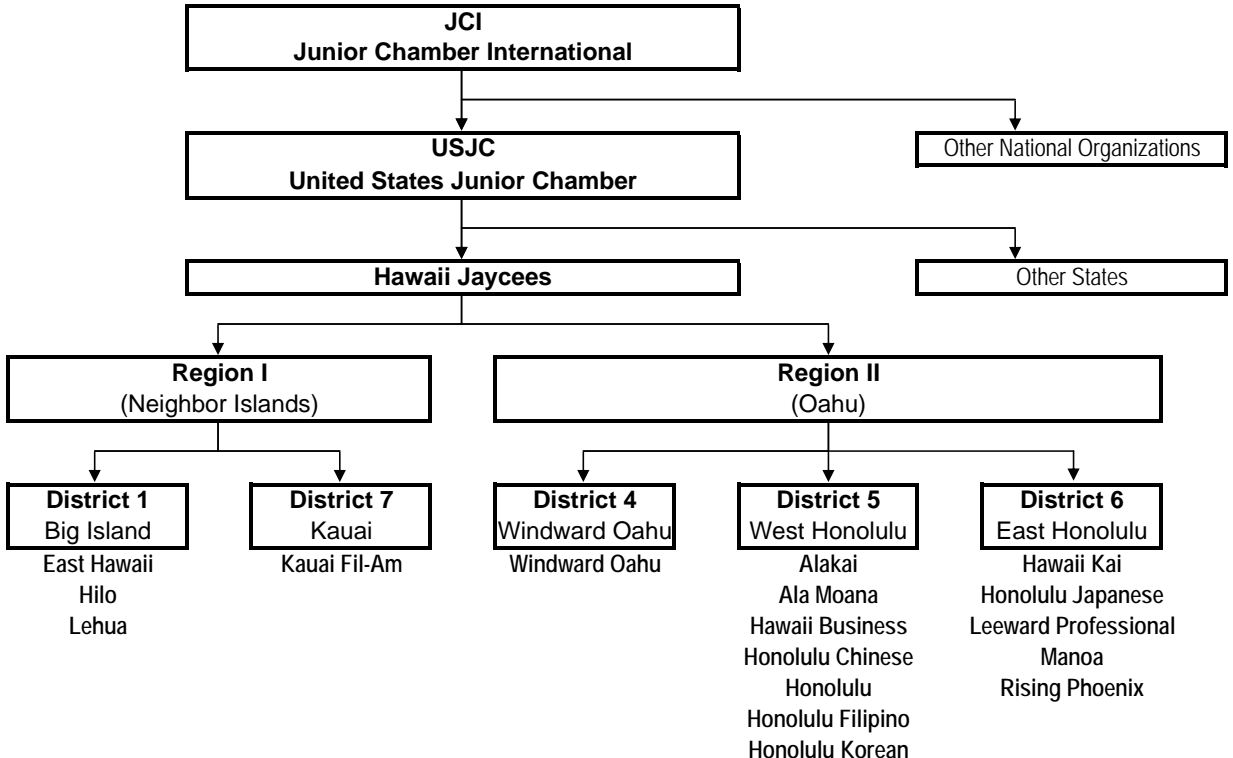 JCI
Junior Chamber International
USJC
United States Junior Chamber
Other National Organizations
Hawaii Jaycees
Other States
Region I
(Neighbor Islands)
Region II
(Oahu)
District 1
Big Island
East Hawaii
Hilo
Lehua
District 7
Kauai
Kauai Fil-Am
District 4
Windward Oahu
Windward Oahu
District 5
West Honolulu
Alakai
Ala Moana
Hawaii Business
Honolulu Chinese
Honolulu
Honolulu Filipino
Honolulu Korean
District 6
East Honolulu
Hawaii Kai
Honolulu Japanese
Leeward Professional
Manoa
Rising Phoenix